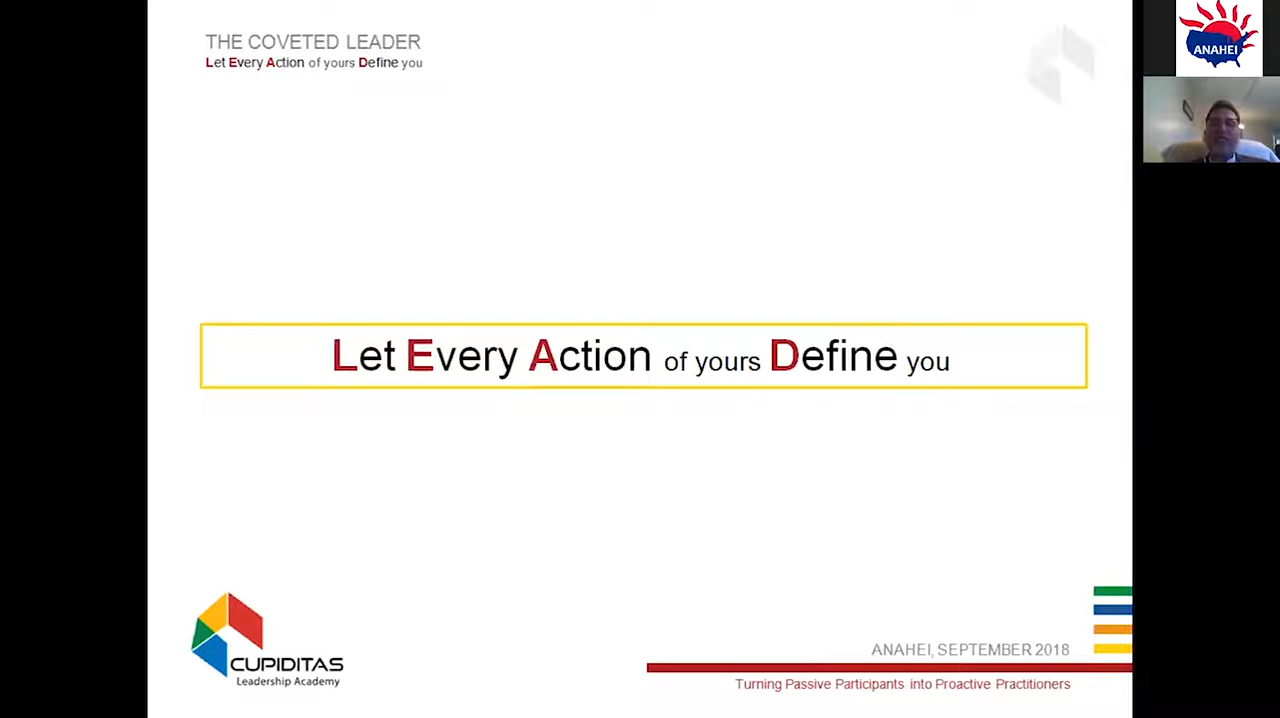 THE COVETED LEADER
Let Every Action of yours Define you
ANAHEI
Let Every Action of yours Define you
CUPIDITAS
Leadership Academy
ANAHEI, SEPTEMBER 2018
Turning Passive Participants into Proactive Practitioners